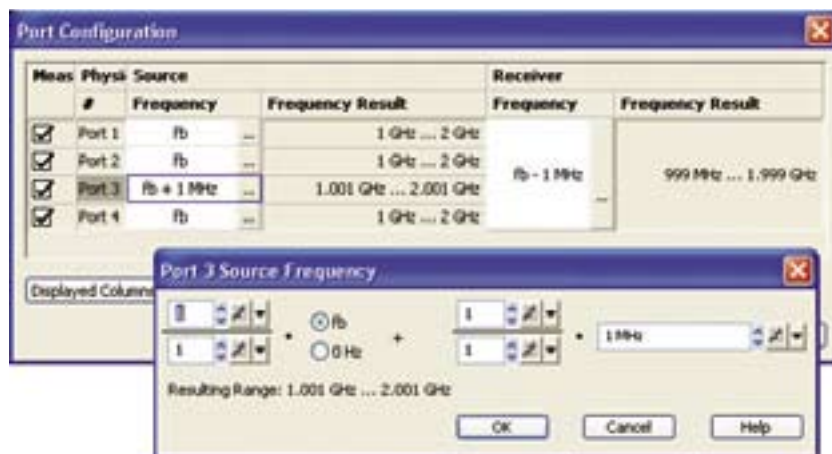 Port Configuration
Meas Physi Source Receiver
# Frequency Frequency Result Frequency Frequency Result
Port 1 fb ... 1 GHz ... 2 GHz
Port 2 fb ... 1 GHz ... 2 GHz
fb - 1 MHz ... 999 MHz ... 1.999 GHz
Port 3 fb + 1 MHz ... 1.001 GHz ... 2.001 GHz
Port 4 fb ... 1 GHz ... 2 GHz
Displayed Columns
Port 3 Source Frequency
1 fb 1
• + • 1 MHz
1 0 Hz 1
Resulting Range: 1.001 GHz ... 2.001 GHz
OK Cancel Help